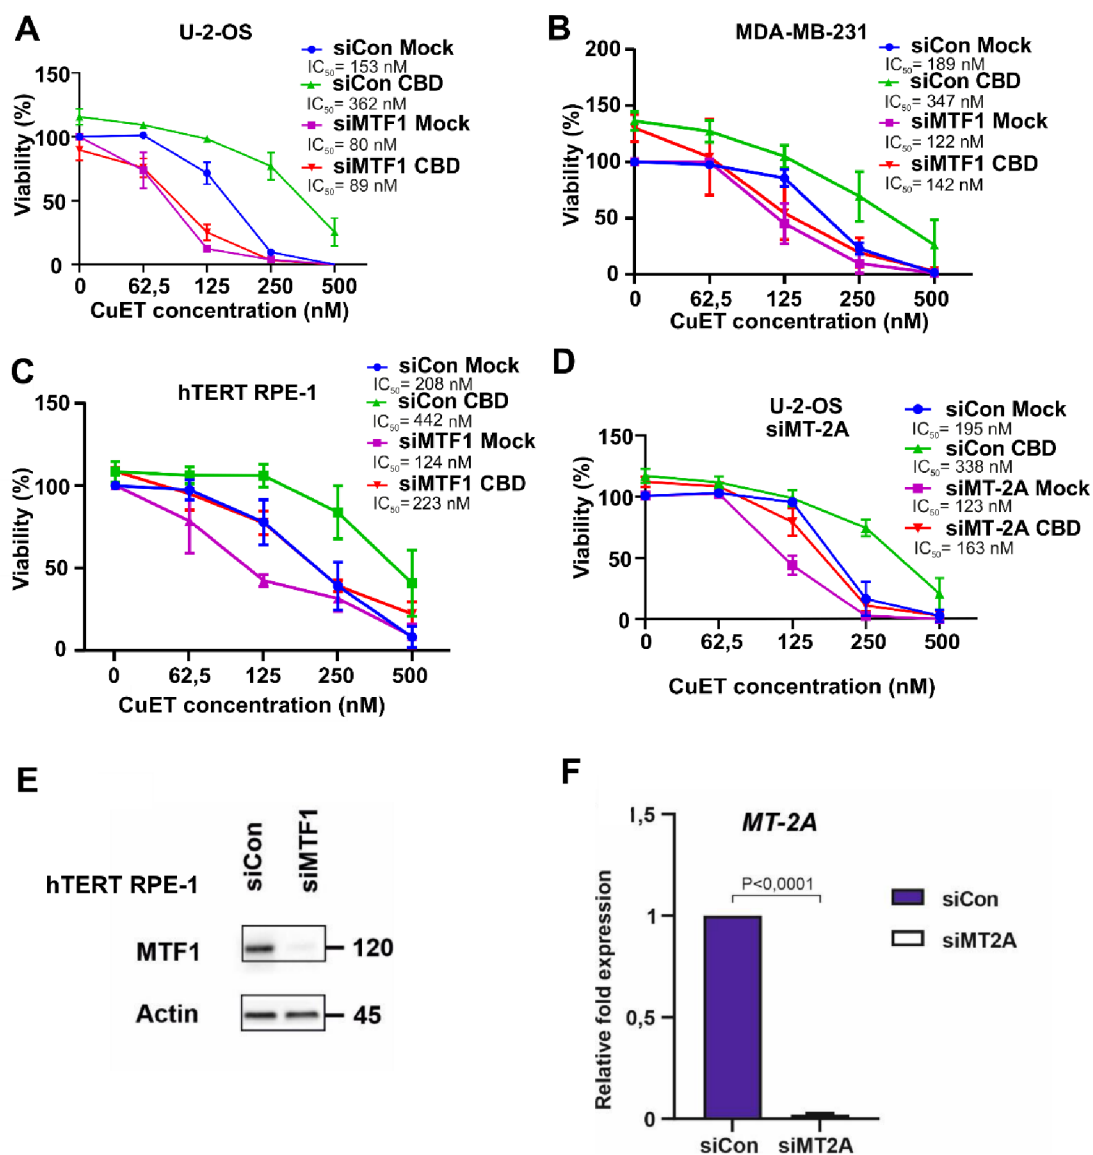 A
U-2-OS
siCon Mock
IC50= 153 nM
siCon CBD
IC50= 362 nM
siMTF1 Mock
IC50= 80 nM
siMTF1 CBD
IC50= 89 nM
Viability (%)
150
100
50
0
0 62,5 125 250 500
CuET concentration (nM)
B
MDA-MB-231
siCon Mock
IC50= 189 nM
siCon CBD
IC50= 347 nM
siMTF1 Mock
IC50= 122 nM
siMTF1 CBD
IC50= 142 nM
Viability (%)
200
150
100
50
0
0 62,5 125 250 500
CuET concentration (nM)
C
hTERT RPE-1
siCon Mock
IC50= 208 nM
siCon CBD
IC50= 442 nM
siMTF1 Mock
IC50= 124 nM
siMTF1 CBD
IC50= 223 nM
Viability (%)
150
100
50
0
0 62,5 125 250 500
CuET concentration (nM)
D
U-2-OS
siMT-2A
siCon Mock
IC50= 195 nM
siCon CBD
IC50= 338 nM
siMT-2A Mock
IC50= 123 nM
siMT-2A CBD
IC50= 163 nM
Viability (%)
150
100
50
0
0 62,5 125 250 500
CuET concentration (nM)
E
siCon
siMTF1
hTERT RPE-1
MTF1
120
Actin
45
F
MT-2A
P<0,0001
Relative fold expression
1,5
1
0,5
0
siCon siMT2A
siCon
siMT2A